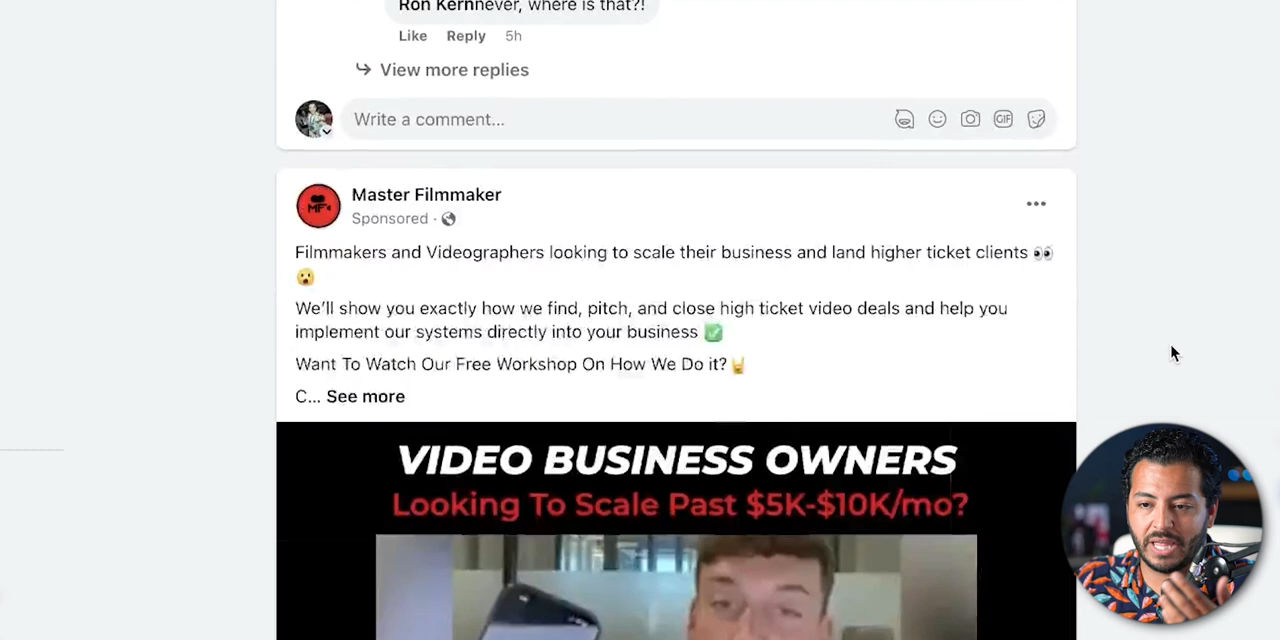 Ron Kernnever, where is that?!
Like Reply 5h
View more replies
Write a comment...
GIF
MF
Master Filmmaker
Sponsored ·
Filmmakers and Videographers looking to scale their business and land higher ticket clients 👀
😮
We'll show you exactly how we find, pitch, and close high ticket video deals and help you
implement our systems directly into your business ✅
Want To Watch Our Free Workshop On How We Do it?🤘
C... See more
VIDEO BUSINESS OWNERS
Looking To Scale Past $5K-$10K/mo?